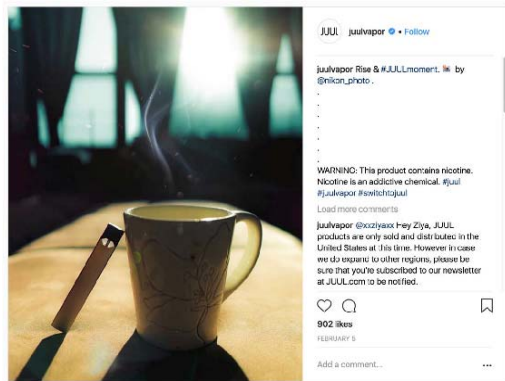 JUUL juulvapor • Follow
juulvapor Rise & #JUULmoment. by
@nikon_photo .
.
.
.
.
.
.
WARNING: This product contains nicotine.
Nicotine is an addictive chemical. #juul
#juulvapor #switchtojuul
Load more comments
juulvapor @xxziyaxx Hey Ziya, JUUL
products are only sold and distributed in the
United States at this time. However in case
we do expand to other regions, please be
sure that you're subscribed to our newsletter
at JUUL.com to be notified.
902 likes
FEBRUARY 5
Add a comment...